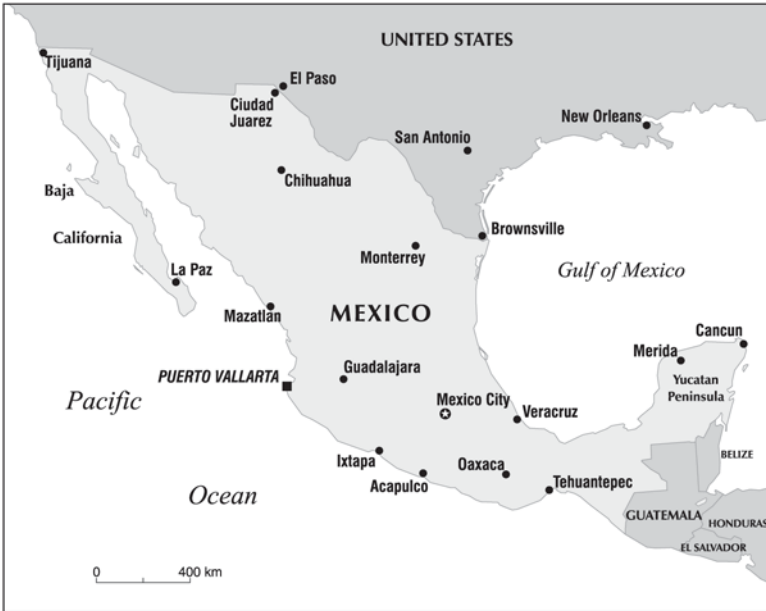 UNITED STATES
Tijuana
El Paso
Ciudad
Juarez
New Orleans
San Antonio
Chihuahua
Baja
California
Brownsville
Monterrey
Gulf of Mexico
La Paz
Mazatlan
MEXICO
Cancun
Merida
Yucatan
Peninsula
PUERTO VALLARTA
Guadalajara
Pacific
Mexico City
Veracruz
Ixtapa
Acapulco
Oaxaca
Tehuantepec
BELIZE
Ocean
GUATEMALA
HONDURAS
EL SALVADOR
0 400 km